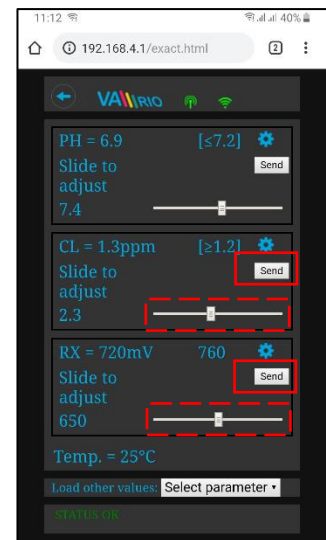 11:12 40%
192.168.4.1/exact.html 2
VAWRIO
PH = 6.9 [≤7.2]
Slide to adjust Send
7.4
CL = 1.3ppm [≥1.2]
Slide to adjust Send
2.3
RX = 720mV 760
Slide to adjust Send
650
Temp. = 25°C
Load other values: Select parameter
STATUS OK